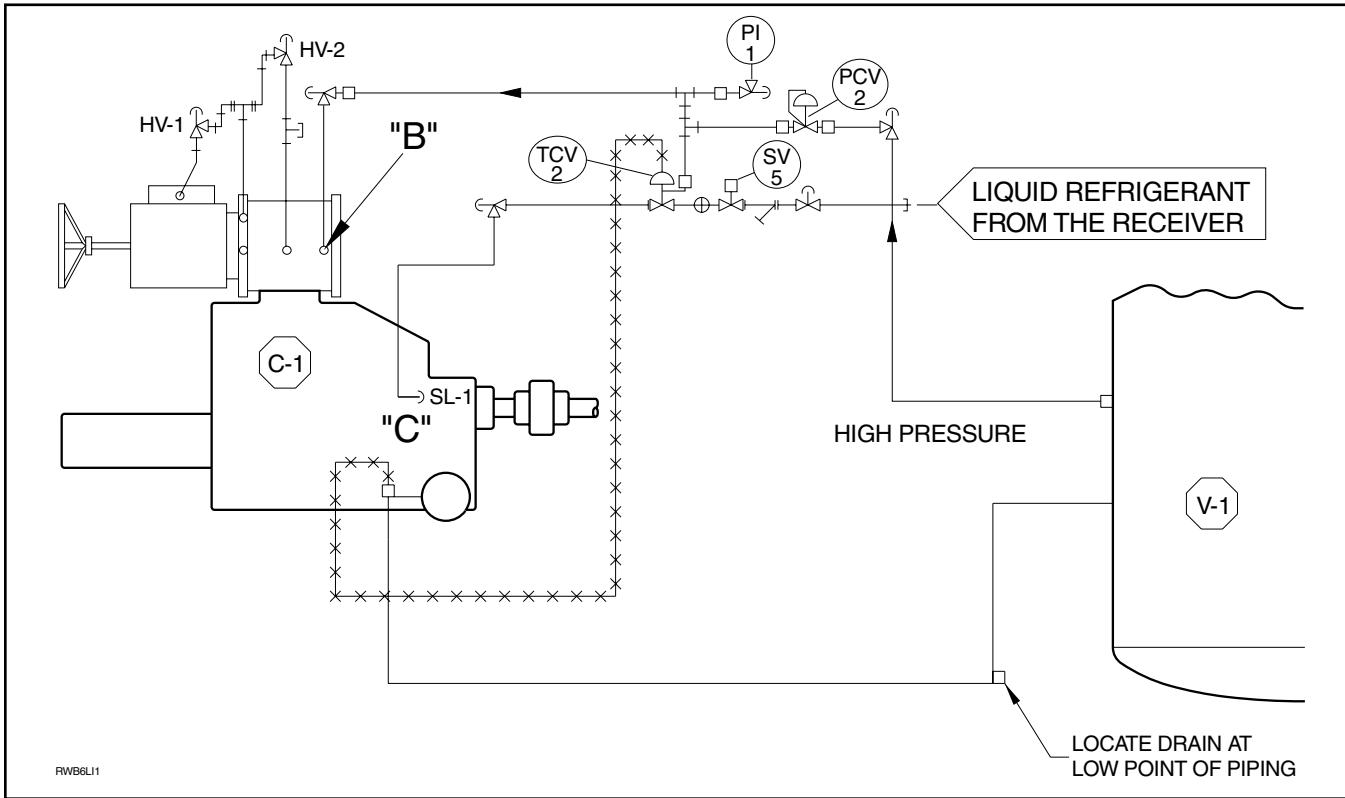 PI
1
HV-2
PCV
2
HV-1
"B"
TCV
2
SV
5
LIQUID REFRIGERANT
FROM THE RECEIVER
C-1
SL-1
"C"
HIGH PRESSURE
V-1
LOCATE DRAIN AT
LOW POINT OF PIPING
RWB6LI1